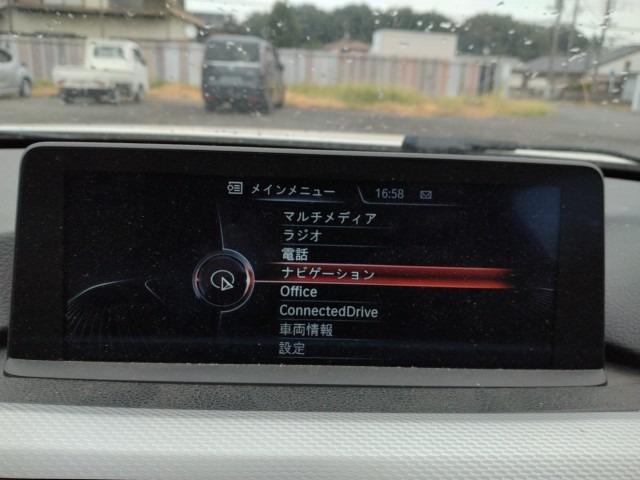 メインメニュー 16:58
マルチメディア
ラジオ
電話
ナビゲーション
Office
ConnectedDrive
車両情報
設定